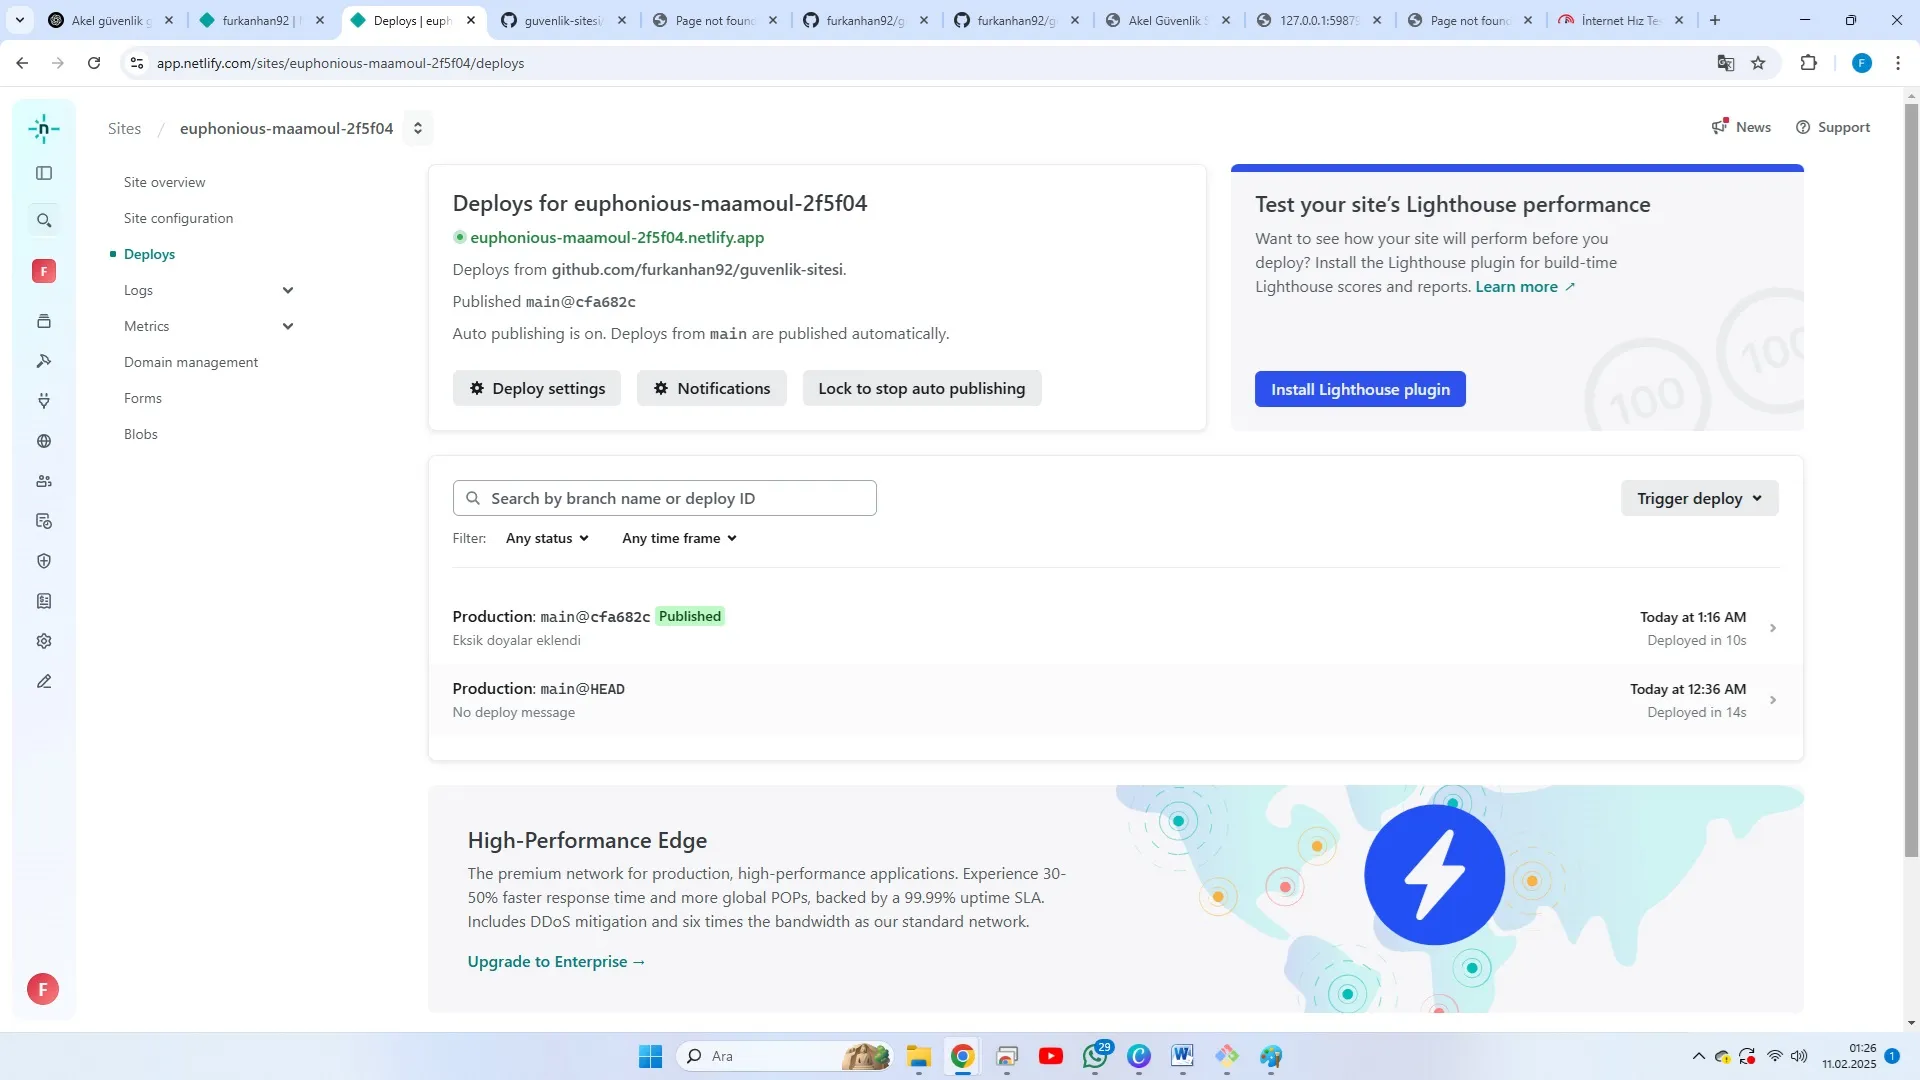 Akel güvenlik g
furkanhan92 |
Deploys | euph
guvenlik-sitesi
Page not foun
furkanhan92/g
furkanhan92/g
Akel Güvenlik S
127.0.0.1:5987
Page not foun
İnternet Hız Te
app.netlify.com/sites/euphonious-maamoul-2f5f04/deploys
F
n
Sites / euphonious-maamoul-2f5f04
News
Support
Site overview
Site configuration
Deploys
Logs
Metrics
Domain management
Forms
Blobs
F
F
Deploys for euphonious-maamoul-2f5f04
euphonious-maamoul-2f5f04.netlify.app
Deploys from github.com/furkanhan92/guvenlik-sitesi.
Published main@cfa682c
Auto publishing is on. Deploys from main are published automatically.
Deploy settings
Notifications
Lock to stop auto publishing
Test your site’s Lighthouse performance
Want to see how your site will perform before you
deploy? Install the Lighthouse plugin for build-time
Lighthouse scores and reports. Learn more ↗
Install Lighthouse plugin
100
100
Search by branch name or deploy ID
Trigger deploy
Filter: Any status Any time frame
Production: main@cfa682c Published
Eksik doyalar eklendi
Today at 1:16 AM
Deployed in 10s
Production: main@HEAD
No deploy message
Today at 12:36 AM
Deployed in 14s
High-Performance Edge
The premium network for production, high-performance applications. Experience 30-
50% faster response time and more global POPs, backed by a 99.99% uptime SLA.
Includes DDoS mitigation and six times the bandwidth as our standard network.
Upgrade to Enterprise →
Ara
29
01:26
11.02.2025
1